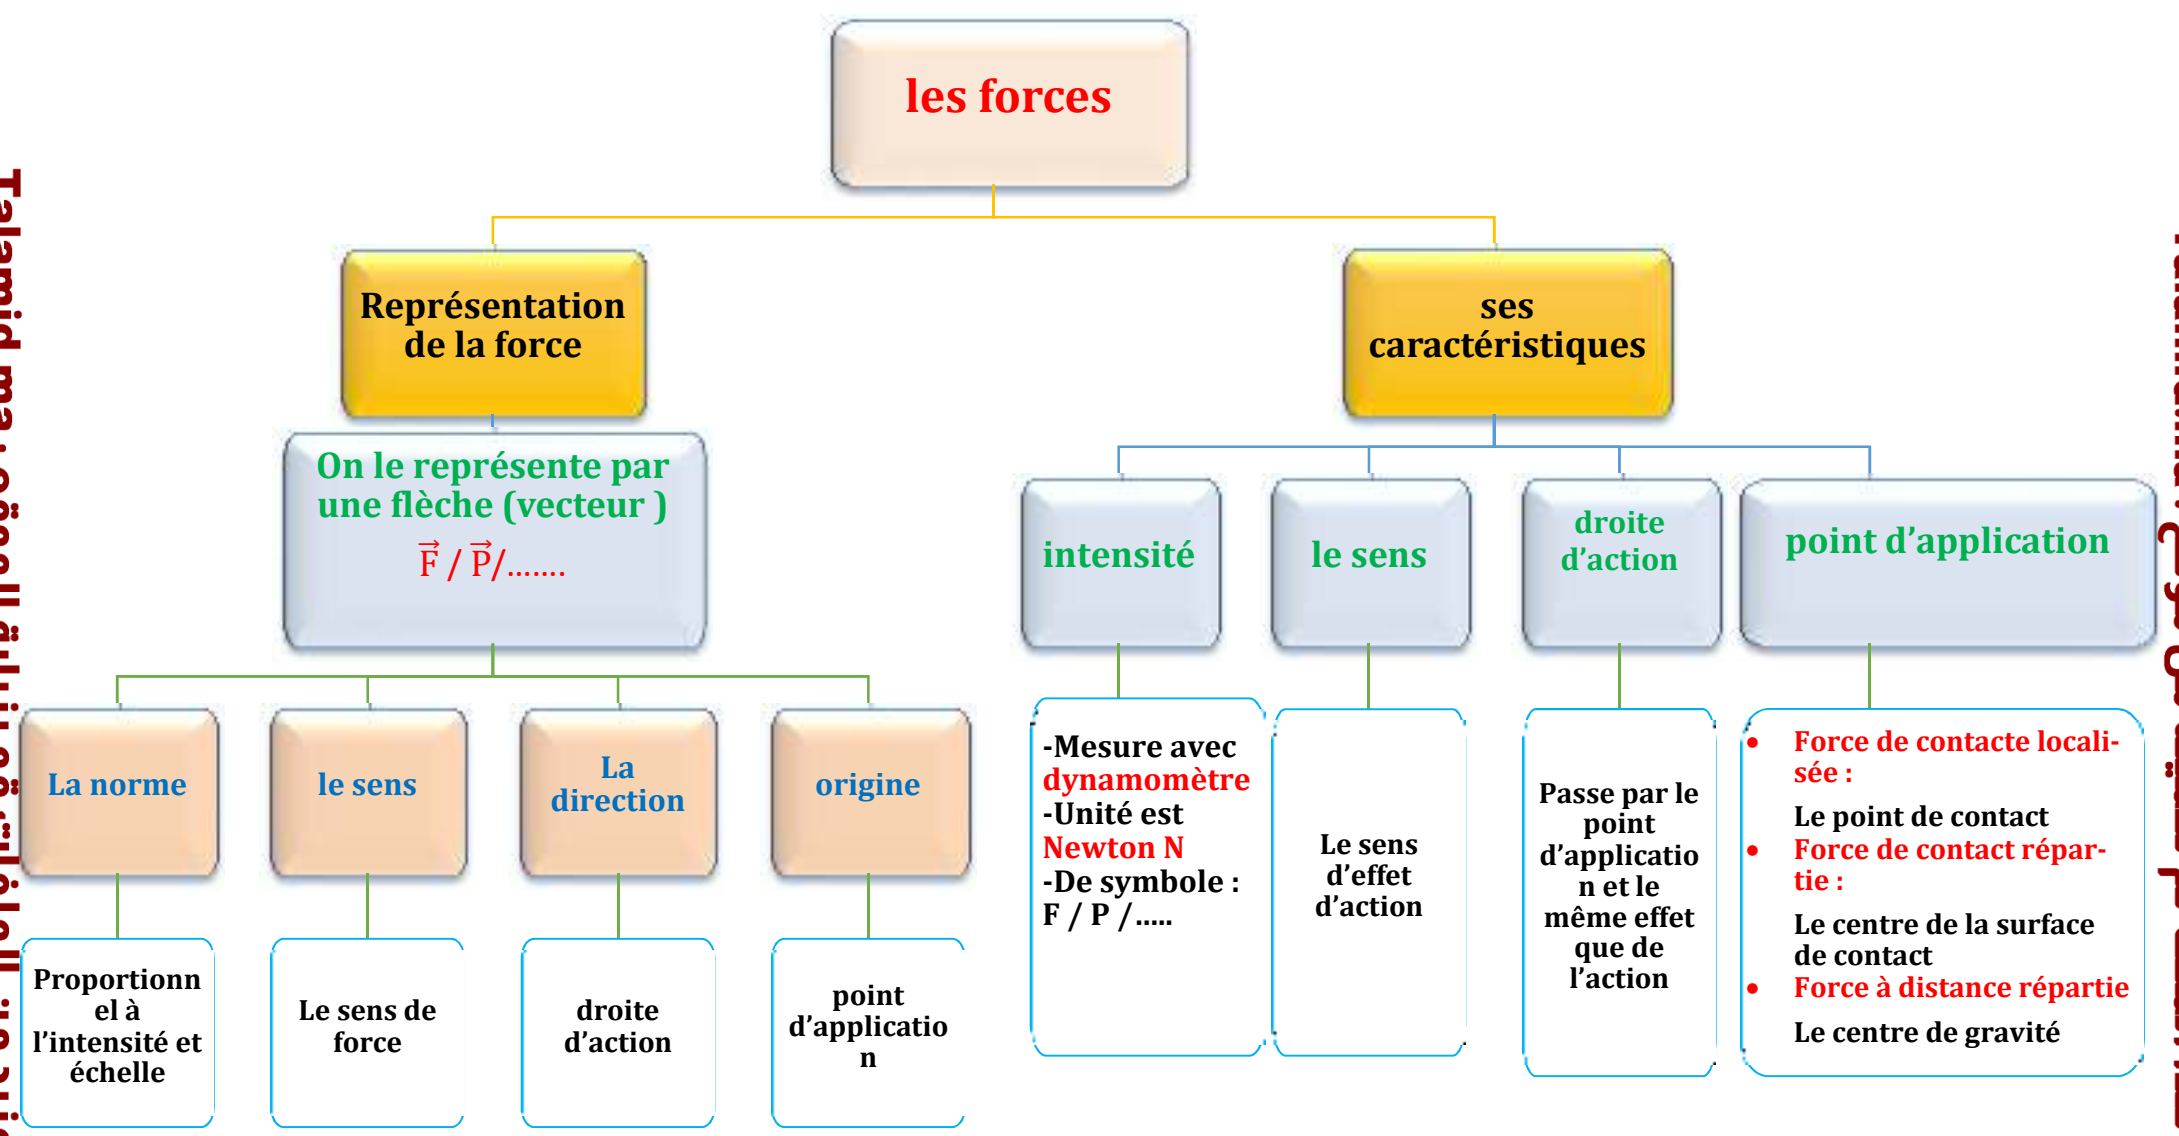 les forces
Représentation
de la force
ses
caractéristiques
On le représente par
une flèche (vecteur )
F⃗ / P⃗/.......
intensité
le sens
droite
d’action
point d’application
La norme
le sens
La
direction
origine
Proportionn
el à
l’intensité et
échelle
Le sens de
force
droite
d’action
point
d’applicatio
n
-Mesure avec
dynamomètre
-Unité est
Newton N
-De symbole :
F / P /.....
Le sens
d’effet
d’action
Passe par le
point
d’applicatio
n et le
même effet
que de
l’action
• Force de contacte locali-
sée :
Le point de contact
• Force de contact répar-
tie :
Le centre de la surface
de contact
• Force à distance répartie
Le centre de gravité